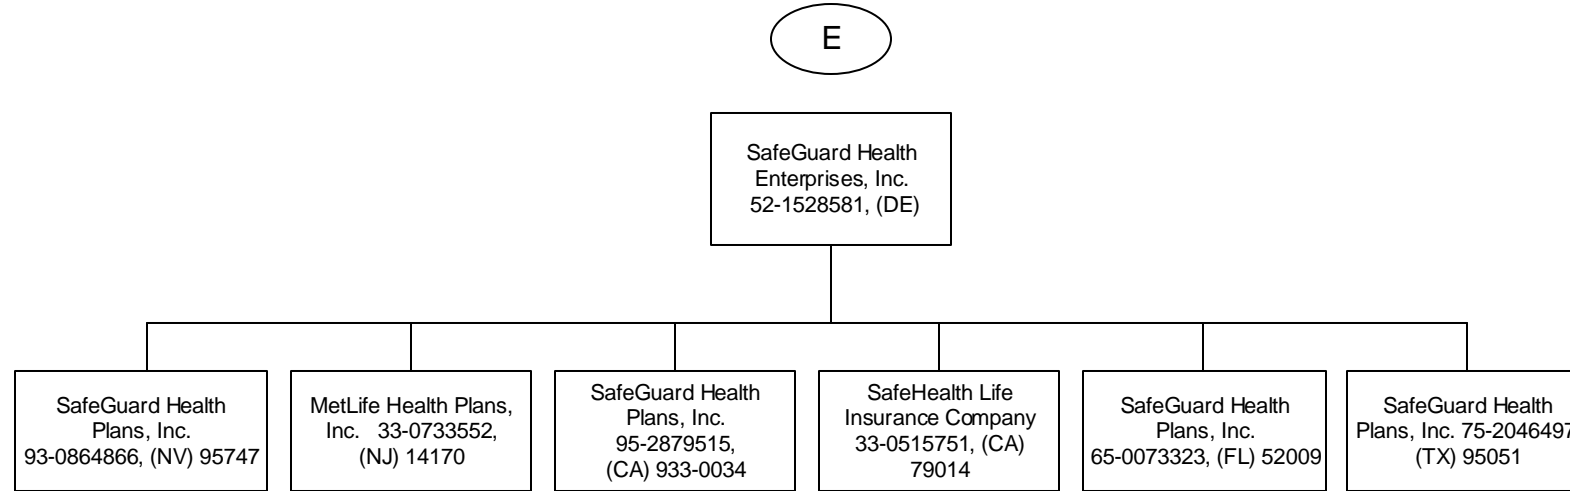 E
SafeGuard Health
Enterprises, Inc.
52-1528581, (DE)
SafeGuard Health
Plans, Inc.
93-0864866, (NV) 95747
MetLife Health Plans,
Inc. 33-0733552,
(NJ) 14170
SafeGuard Health
Plans, Inc.
95-2879515,
(CA) 933-0034
SafeHealth Life
Insurance Company
33-0515751, (CA)
79014
SafeGuard Health
Plans, Inc.
65-0073323, (FL) 52009
SafeGuard Health
Plans, Inc. 75-2046497
(TX) 95051